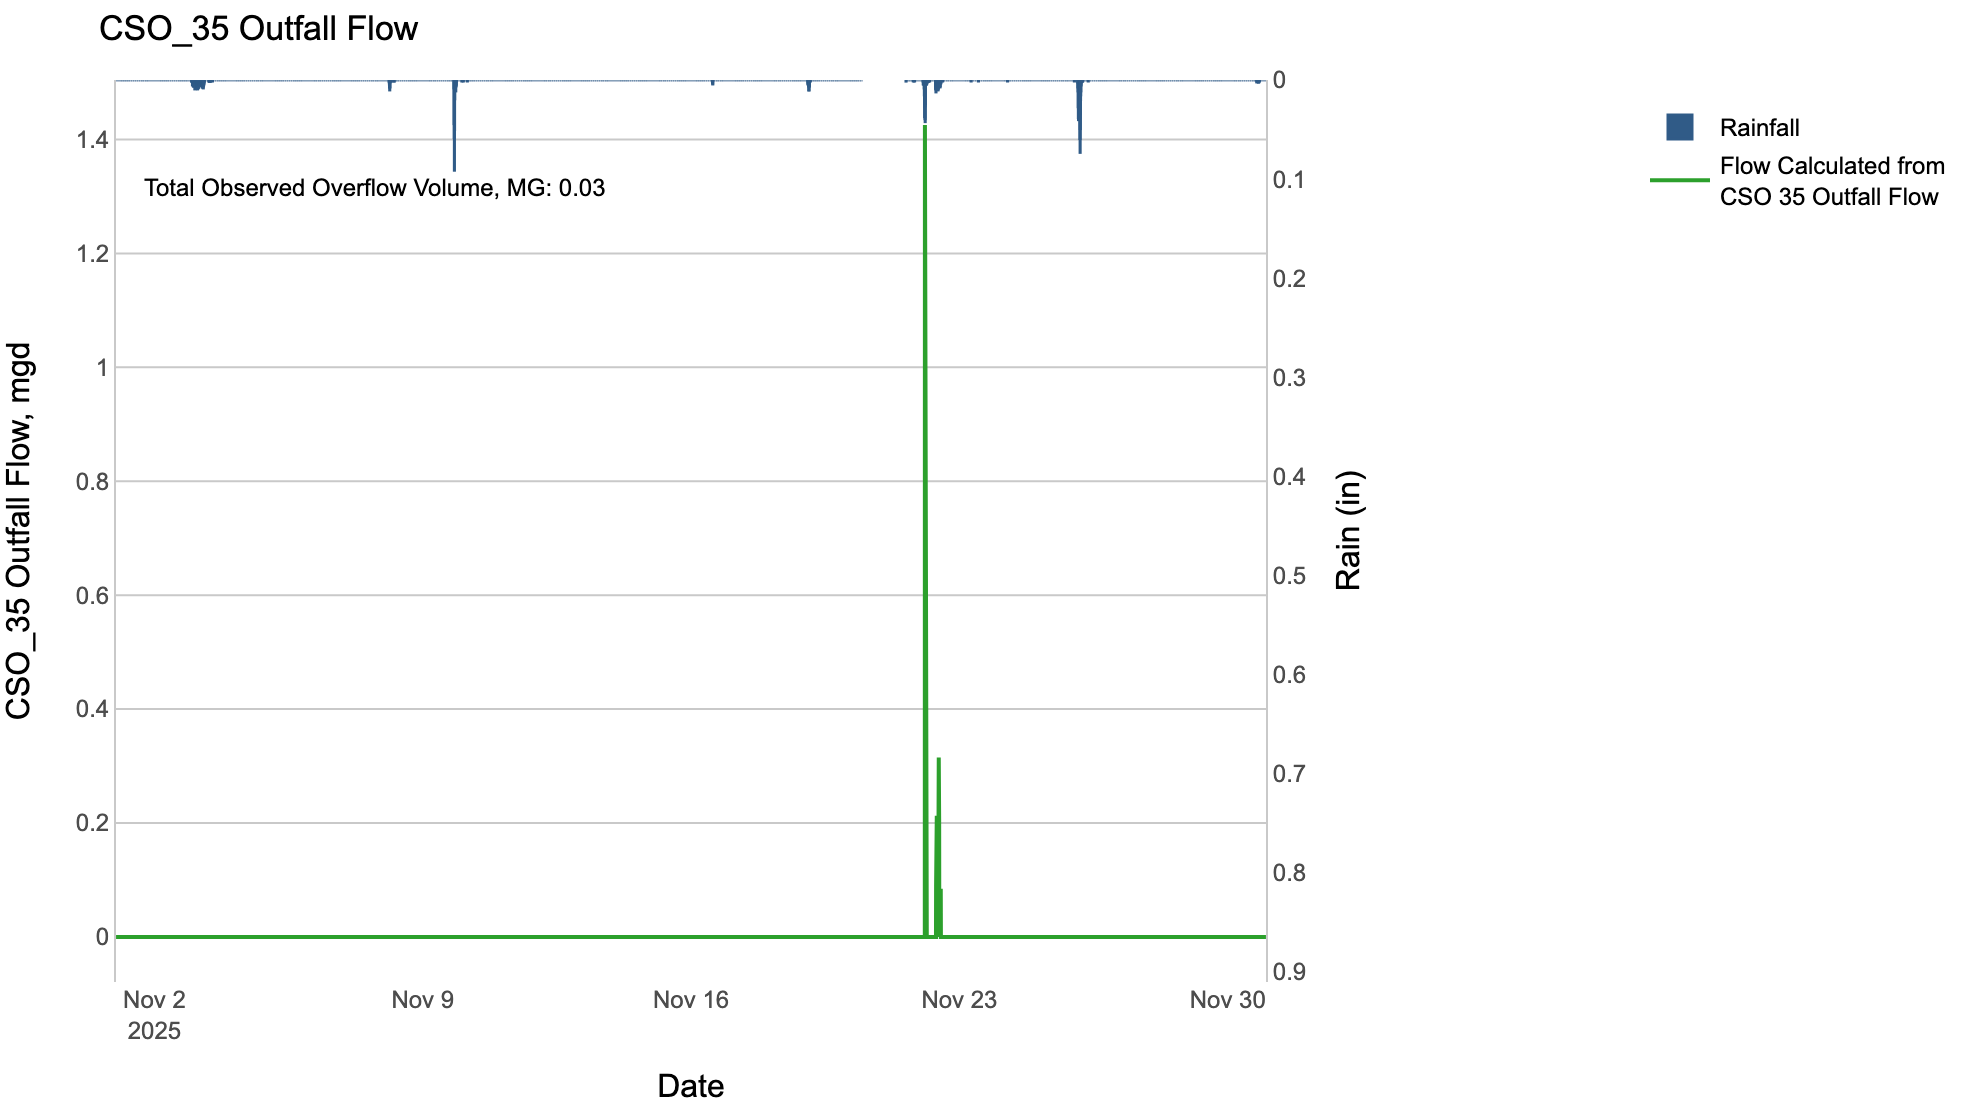 CSO_35 Outfall Flow
Total Observed Overflow Volume, MG: 0.03
CSO_35 Outfall Flow, mgd
1.4
1.2
1
0.8
0.6
0.4
0.2
0
0
0.1
0.2
0.3
0.4
0.5
0.6
0.7
0.8
0.9
Rain (in)
Nov 2
2025
Nov 9
Nov 16
Nov 23
Nov 30
Date
Rainfall
Flow Calculated from
CSO 35 Outfall Flow